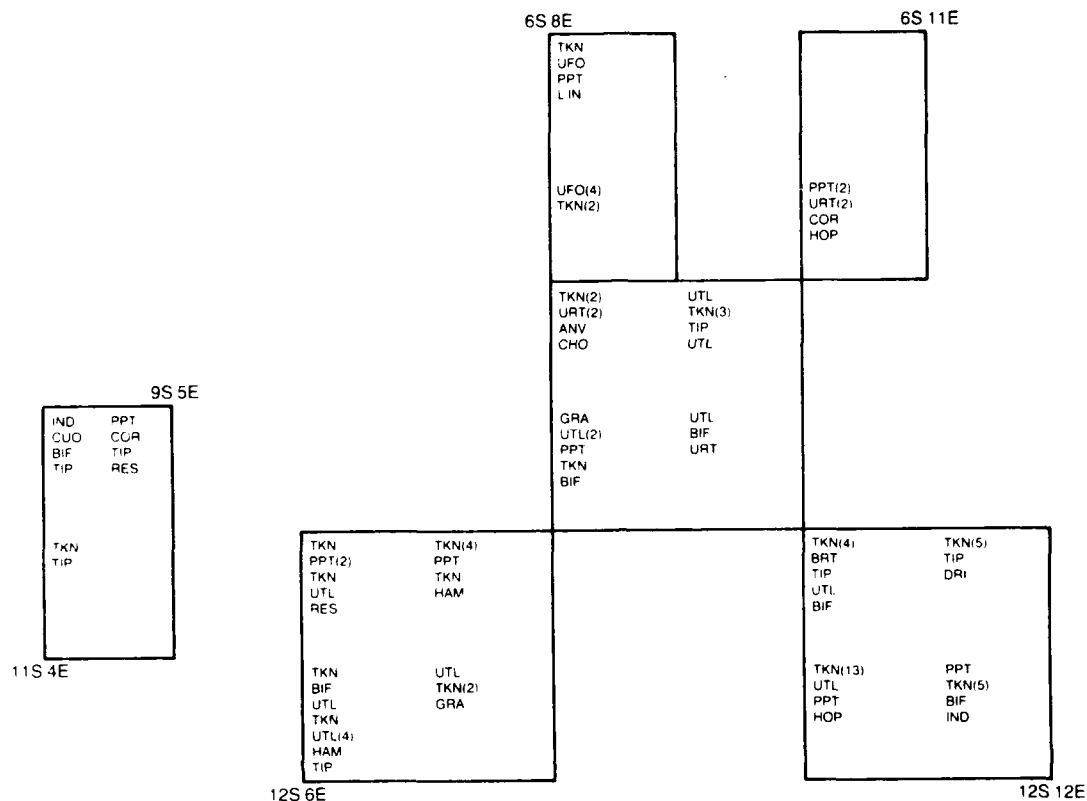 6S 8E
6S 11E
TKN
UFO
PPT
LIN
UFO(4)
TKN(2)
PPT(2)
URT(2)
COR
HOP
TKN(2) UTL
URT(2) TKN(3)
ANV TIP
CHO UTL
GRA UTL
UTL(2) BIF
PPT URT
TKN
BIF
9S 5E
IND PPT
CUO COR
BIF TIP
TIP RES
TKN
TIP
11S 4E
TKN TKN(4)
PPT(2) PPT
TKN TKN
UTL HAM
RES
TKN UTL
BIF TKN(2)
UTL GRA
TKN
UTL(4)
HAM
TIP
12S 6E
TKN(4) TKN(5)
BRT TIP
TIP DRI
UTL
BIF
TKN(13) PPT
UTL TKN(5)
PPT BIF
HOP IND
12S 12E